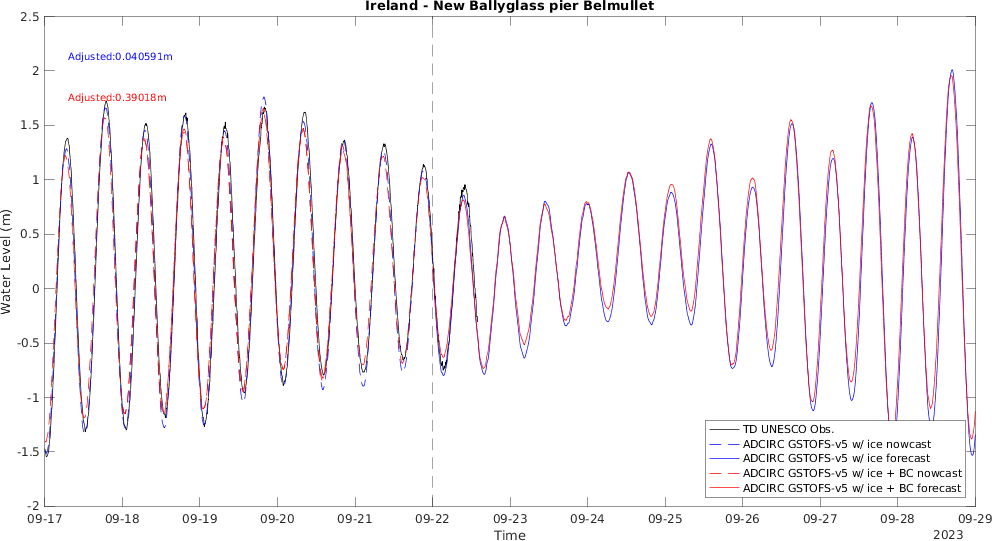 Ireland - New Ballyglass pier Belmullet
Adjusted:0.040591m
Adjusted:0.39018m
Water Level (m)
2.5
2
1.5
1
0.5
0
-0.5
-1
-1.5
-2
TD UNESCO Obs.
ADCIRC GSTOFS-v5 w/ ice nowcast
ADCIRC GSTOFS-v5 w/ ice forecast
ADCIRC GSTOFS-v5 w/ ice + BC nowcast
ADCIRC GSTOFS-v5 w/ ice + BC forecast
09-17 09-18 09-19 09-20 09-21 09-22 09-23 09-24 09-25 09-26 09-27 09-28 09-29
Time
2023